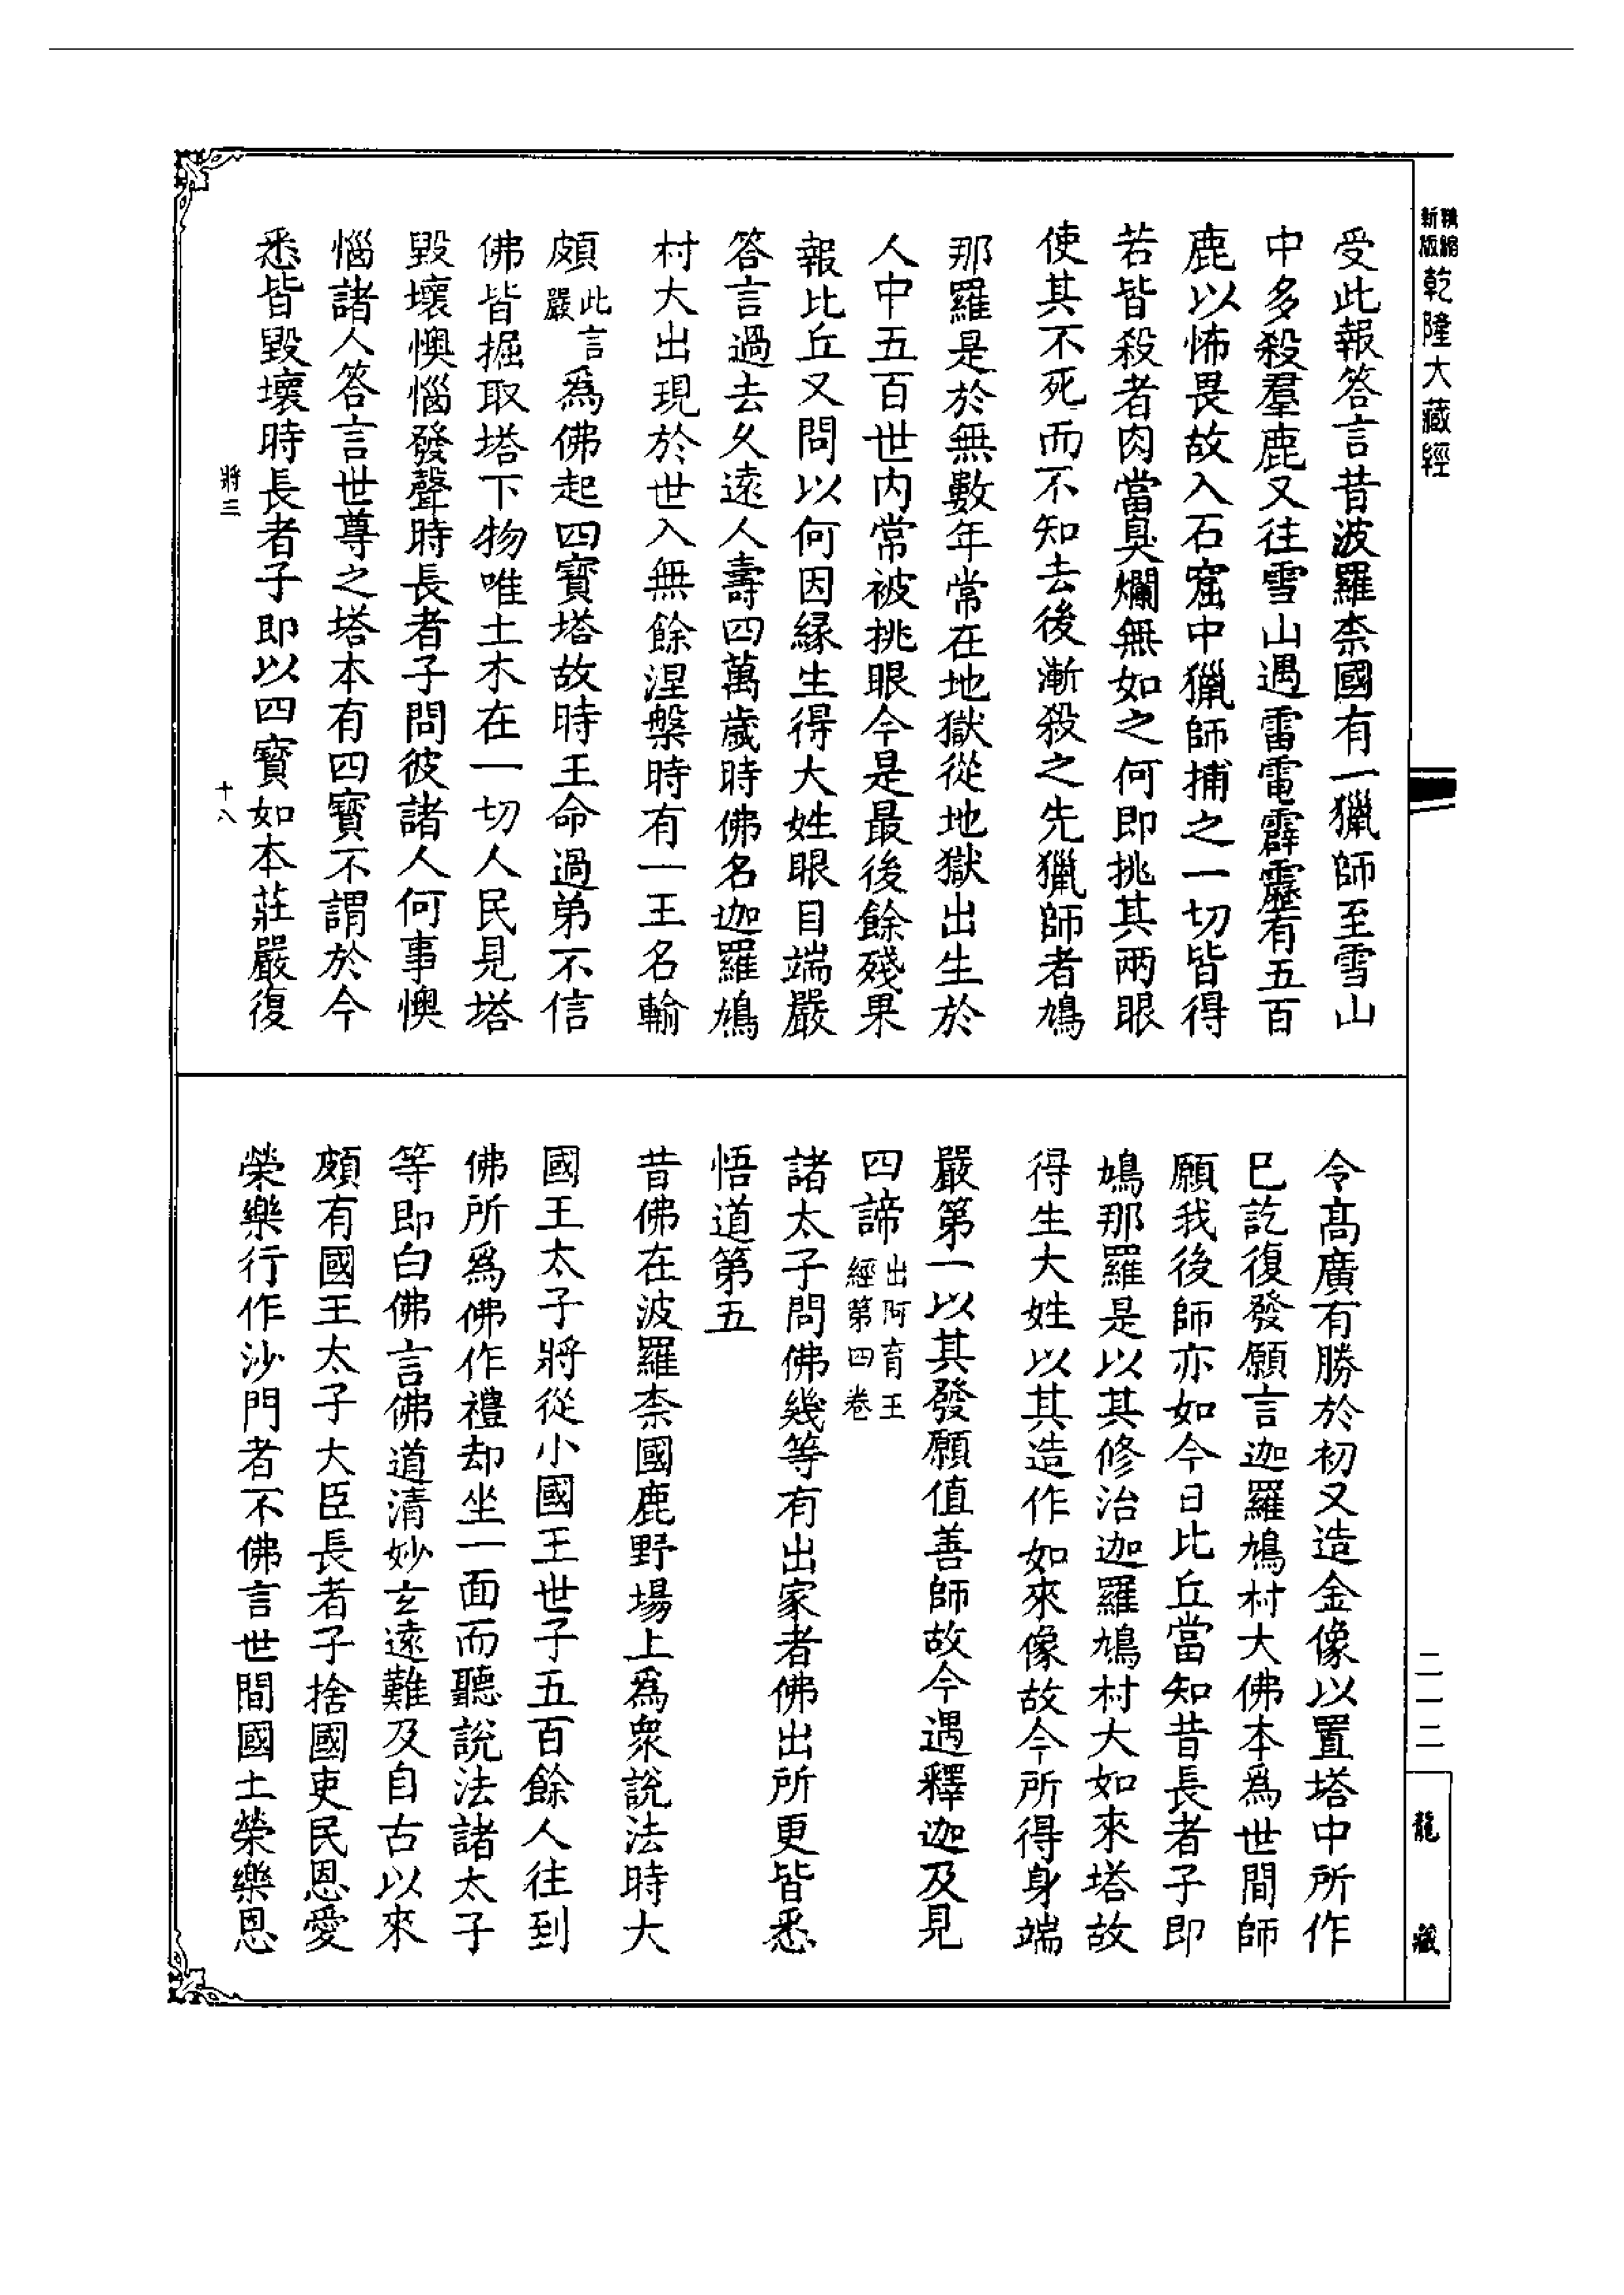 新版精縮
乾隆大藏經
受此報答言昔波羅柰國有一獵師至雪山
中多殺羣鹿又往雪山遇雷電霹靂有五百
鹿以怖畏故入石窟中獵師捕之一切皆得
若皆殺者肉當臭爛無如之何即挑其兩眼
使其不死而不知去後漸殺之先獵師者鳩
那羅是於無數年常在地獄從地獄出生於
人中五百世内常被挑眼今是最後餘殘果
報比丘又問以何因緣生得大姓眼目端嚴
答言過去久遠人壽四萬歲時佛名迦羅鳩
村大出現於世入無餘涅槃時有一王名輸
頗此言嚴為佛起四寶塔故時王命過弟不信
佛皆掘取塔下物唯土木在一切人民見塔
毀壞懊惱發聲時長者子問彼諸人何事懊
惱諸人答言世尊之塔本有四寶不謂於今
悉皆毀壞時長者子即以四寶如本莊嚴復
將三
十八
令髙廣有勝於初又造金像以置塔中所作
已訖復發願言迦羅鳩村大佛本為世間師
願我後師亦如今日比丘當知昔長者子即
鳩那羅是以其修治迦羅鳩村大如來塔故
得生大姓以其造作如來像故今所得身端
嚴第一以其發願值善師故今遇釋迦及見
四諦出阿育王經第四卷
諸太子問佛幾等有出家者佛出所更皆悉
悟道第五
昔佛在波羅柰國鹿野場上為衆說法時大
國王太子將從小國王世子五百餘人往到
佛所為佛作禮却坐一面而聽說法諸太子
等即白佛言佛道清妙玄遠難及自古以來
頗有國王太子大臣長者子捨國吏民恩愛
榮樂行作沙門者不佛言世間國土榮樂恩
二一二
龍藏